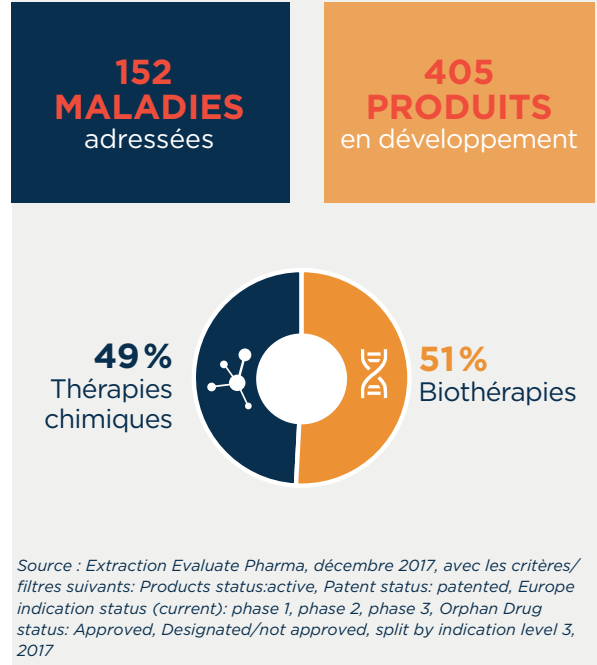 152
MALADIES
adressées
405
PRODUITS
en développement
49 %
Thérapies
chimiques
51 %
Biothérapies
Source : Extraction Evaluate Pharma, décembre 2017, avec les critères/
filtres suivants: Products status:active, Patent status: patented, Europe
indication status (current): phase 1, phase 2, phase 3, Orphan Drug
status: Approved, Designated/not approved, split by indication level 3,
2017